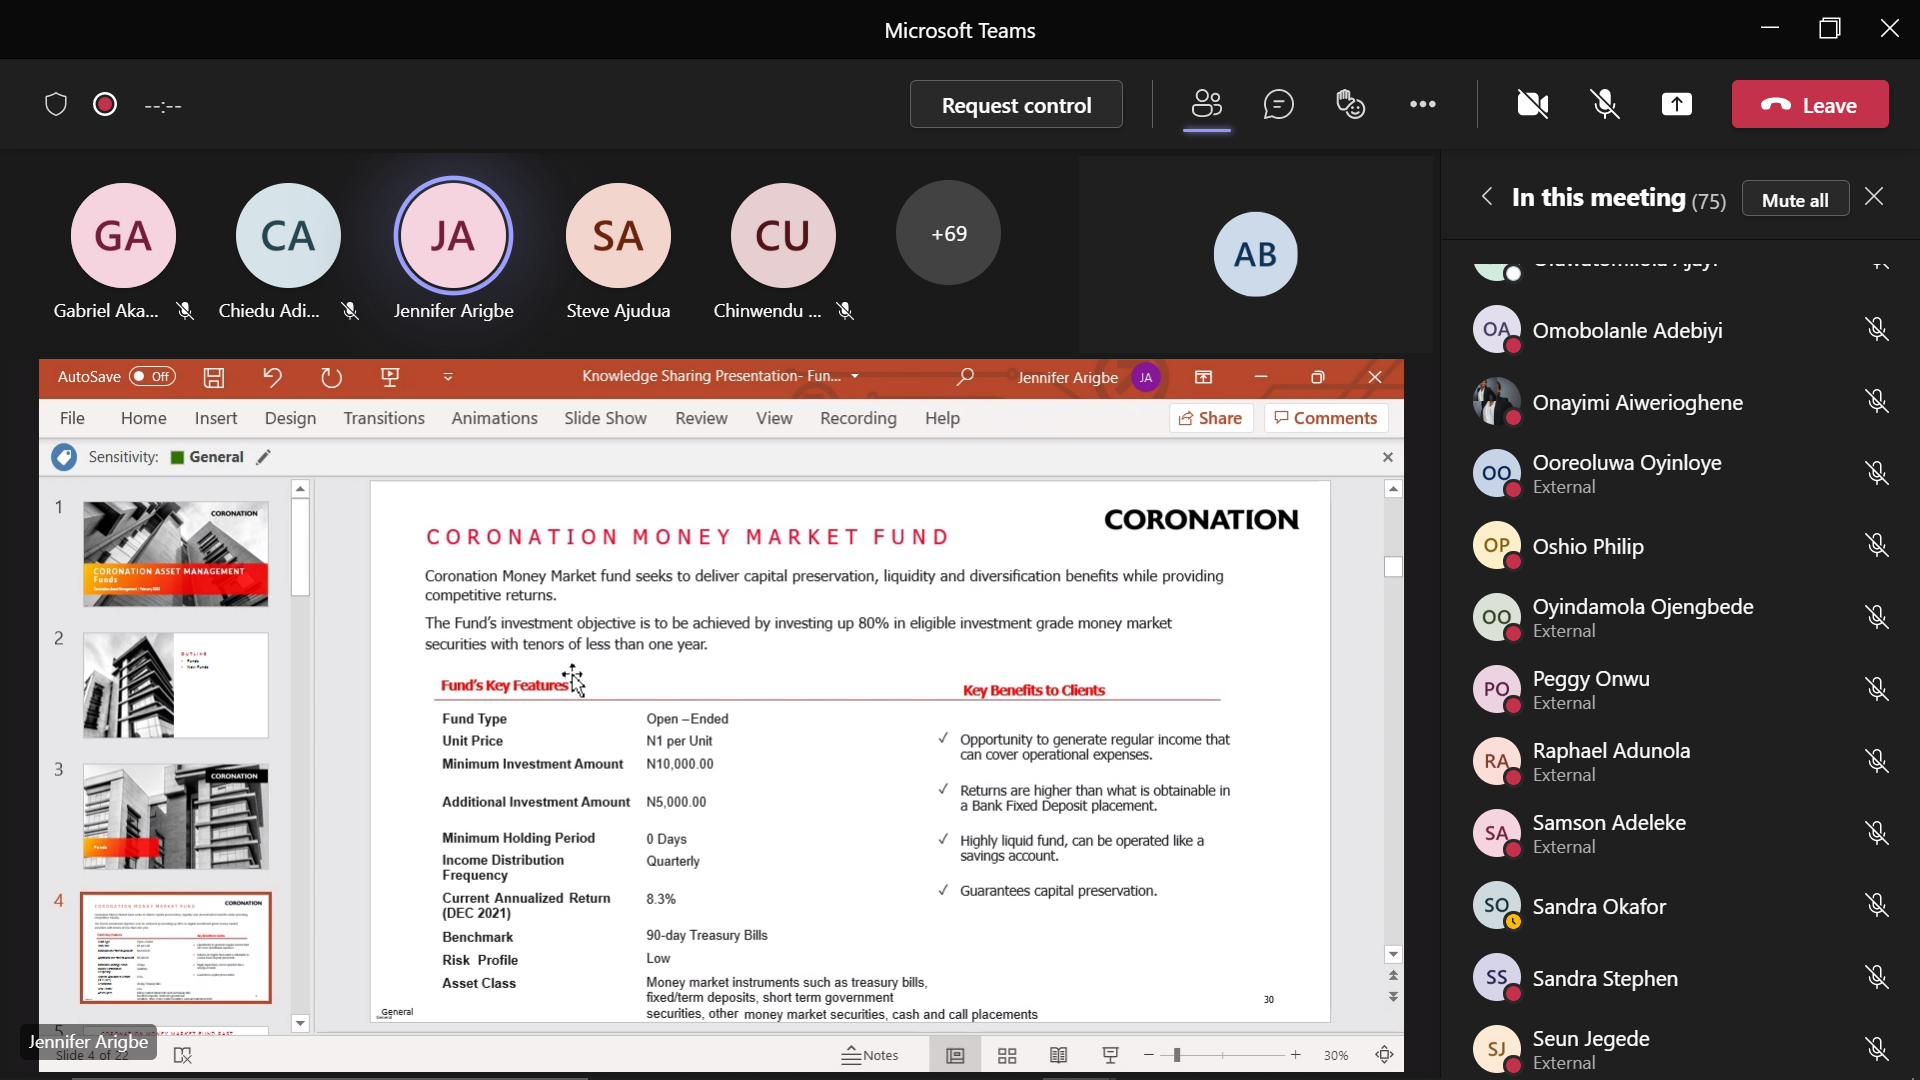 Microsoft Teams
--:--
Request control
Leave
GA
CA
JA
SA
CU
+69
AB
Gabriel Aka...
Chiedu Adi...
Jennifer Arigbe
Steve Ajudua
Chinwendu ...
In this meeting (75)
Mute all
OA Omobolanle Adebiyi
Onayimi Aiwerioghene
OO Ooreoluwa Oyinloye
External
OP Oshio Philip
OO Oyindamola Ojengbede
External
PO Peggy Onwu
External
RA Raphael Adunola
External
SA Samson Adeleke
External
SO Sandra Okafor
SS Sandra Stephen
SJ Seun Jegede
External
AutoSave Off
Knowledge Sharing Presentation- Fun...
Jennifer Arigbe JA
File Home Insert Design Transitions Animations Slide Show Review View Recording Help
Share
Comments
Sensitivity: General
1
CORONATION
CORONATION ASSET MANAGEMENT
Funds
2
OUTLINE
Funds
New Funds
3
CORONATION
Funds
4
CORONATION MONEY MARKET FUND
CORONATION
5
CORONATION
CORONATION MONEY MARKET FUND
Coronation Money Market fund seeks to deliver capital preservation, liquidity and diversification benefits while providing
competitive returns.
The Fund's investment objective is to be achieved by investing up 80% in eligible investment grade money market
securities with tenors of less than one year.
Fund's Key Features
Key Benefits to Clients
Fund Type Open –Ended
Unit Price N1 per Unit
Minimum Investment Amount N10,000.00
Additional Investment Amount N5,000.00
Minimum Holding Period 0 Days
Income Distribution Quarterly
Frequency
Current Annualized Return 8.3%
(DEC 2021)
Benchmark 90-day Treasury Bills
Risk Profile Low
Asset Class Money market instruments such as treasury bills,
fixed/term deposits, short term government
securities, other money market securities, cash and call placements
✓ Opportunity to generate regular income that
can cover operational expenses.
✓ Returns are higher than what is obtainable in
a Bank Fixed Deposit placement.
✓ Highly liquid fund, can be operated like a
savings account.
✓ Guarantees capital preservation.
General
30
Jennifer Arigbe
Slide 4 of 22
Notes
30%